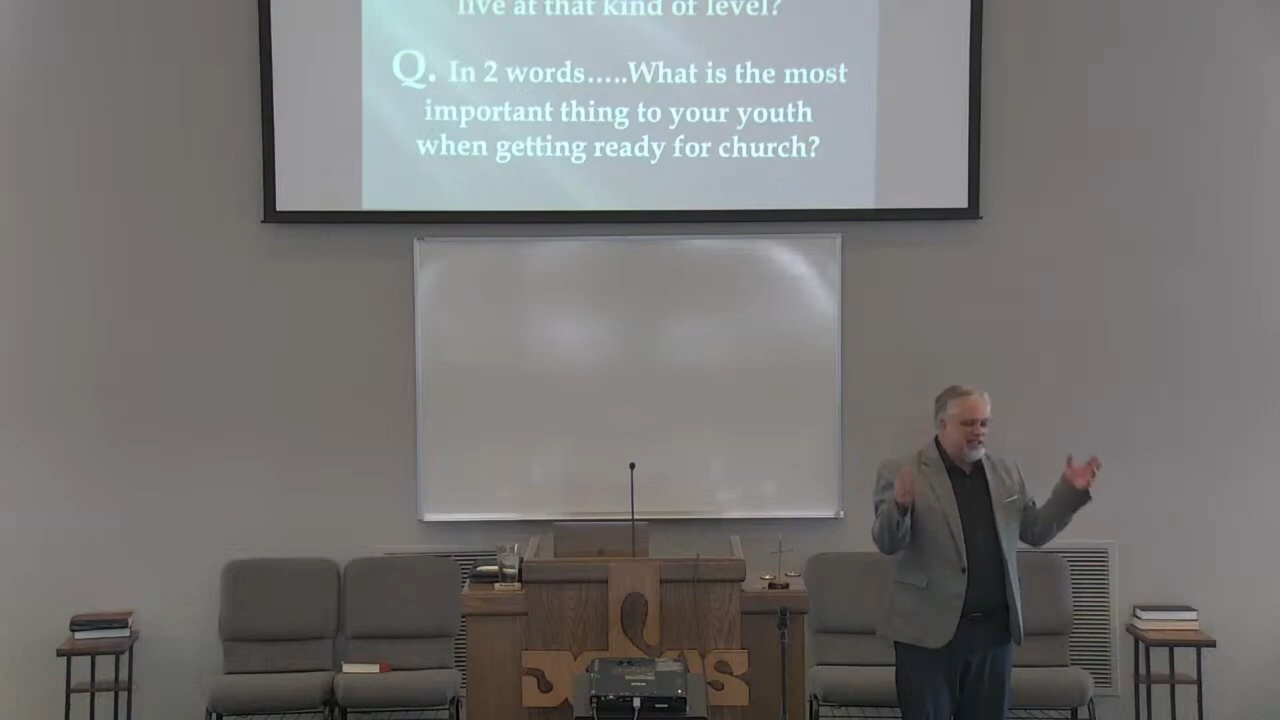 live at that kind of level?
Q. In 2 words.....What is the most
important thing to your youth
when getting ready for church?